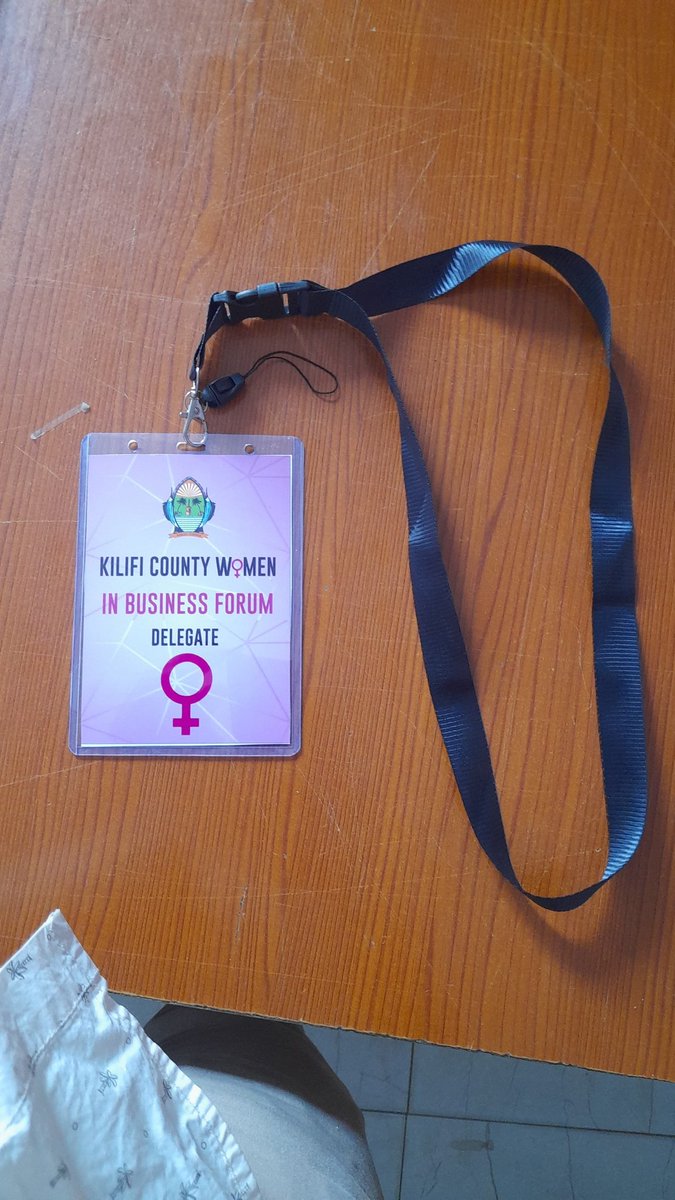 KILIFI COUNTY WOMEN
IN BUSINESS FORUM
DELEGATE